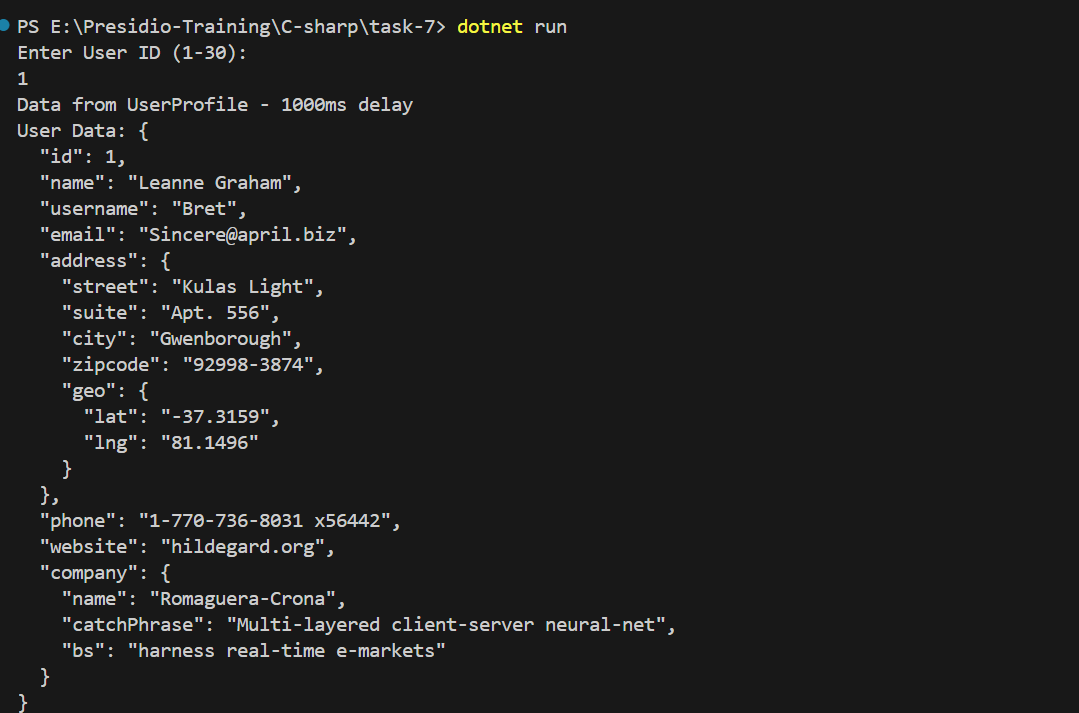 PS E:\Presidio-Training\C-sharp\task-7> dotnet run
Enter User ID (1-30):
1
Data from UserProfile - 1000ms delay
User Data: {
  "id": 1,
  "name": "Leanne Graham",
  "username": "Bret",
  "email": "Sincere@april.biz",
  "address": {
    "street": "Kulas Light",
    "suite": "Apt. 556",
    "city": "Gwenborough",
    "zipcode": "92998-3874",
    "geo": {
      "lat": "-37.3159",
      "lng": "81.1496"
    }
  },
  "phone": "1-770-736-8031 x56442",
  "website": "hildegard.org",
  "company": {
    "name": "Romaguera-Crona",
    "catchPhrase": "Multi-layered client-server neural-net",
    "bs": "harness real-time e-markets"
  }
}